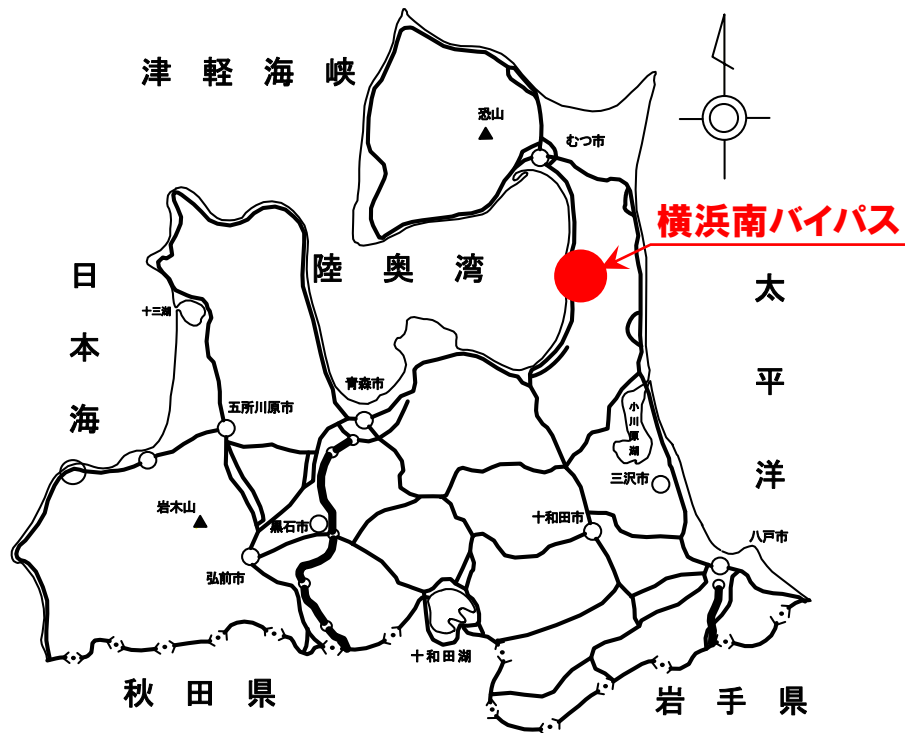 津軽海峡
恐山
むつ市
横浜南バイパス
陸奥湾
日本海
太平洋
十三湖
青森市
五所川原市
小川原湖
三沢市
岩木山
黒石市
十和田市
八戸市
弘前市
十和田湖
秋田県
岩手県